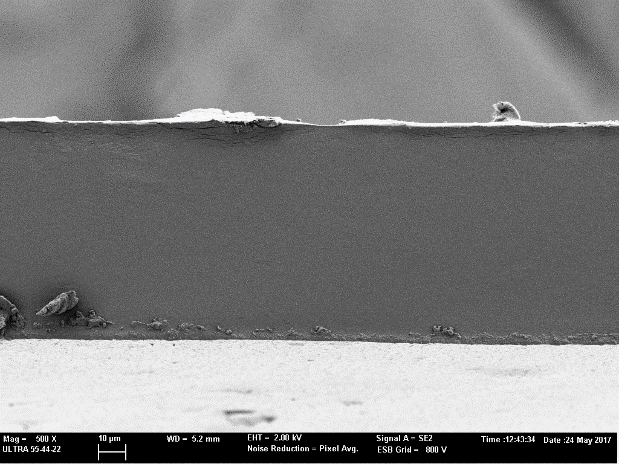 Mag = 500 X 10 µm WD = 5.2 mm EHT = 2.00 kV Signal A = SE2 Time :12:43:34 Date :24 May 2017
ULTRA 55-44-22 Noise Reduction = Pixel Avg. ESB Grid = 800 V